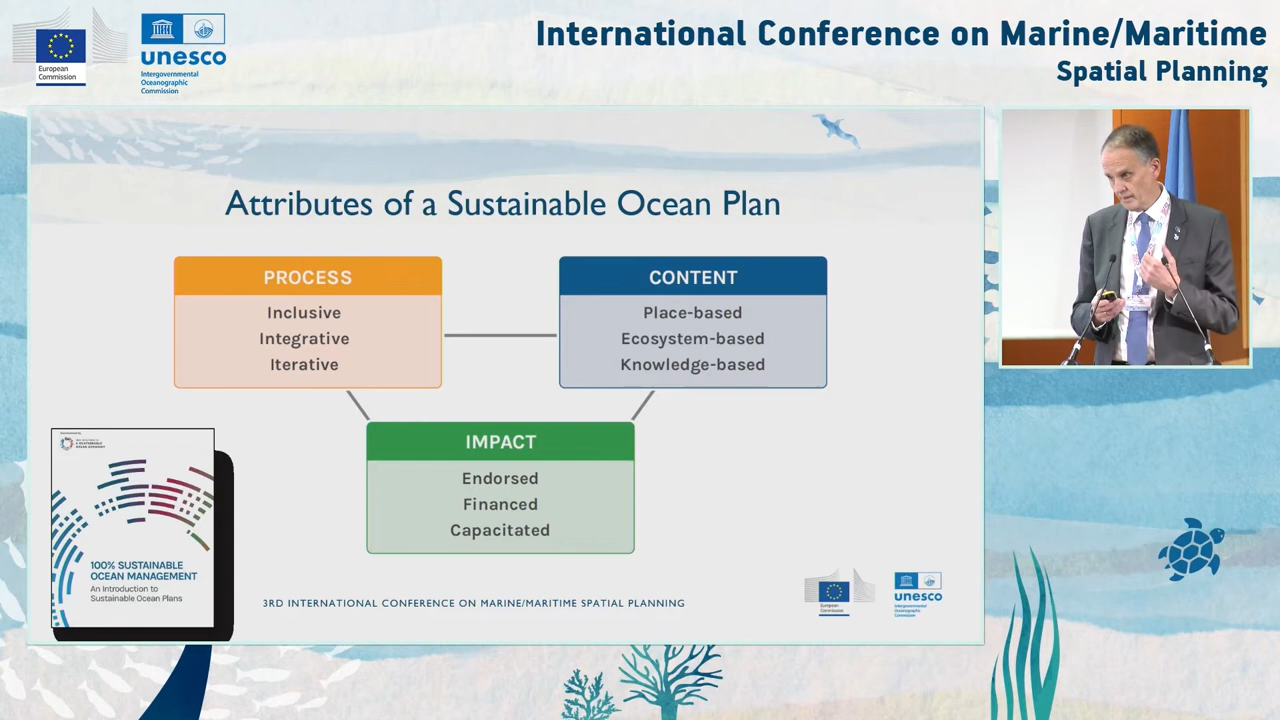 European
Commission
unesco
Intergovernmental
Oceanographic
Commission
International Conference on Marine/Maritime
Spatial Planning
Attributes of a Sustainable Ocean Plan
PROCESS
Inclusive
Integrative
Iterative
CONTENT
Place-based
Ecosystem-based
Knowledge-based
IMPACT
Endorsed
Financed
Capacitated
100% SUSTAINABLE
OCEAN MANAGEMENT
An Introduction to
Sustainable Ocean Plans
3RD INTERNATIONAL CONFERENCE ON MARINE/MARITIME SPATIAL PLANNING
European
Commission
unesco
Intergovernmental
Oceanographic
Commission